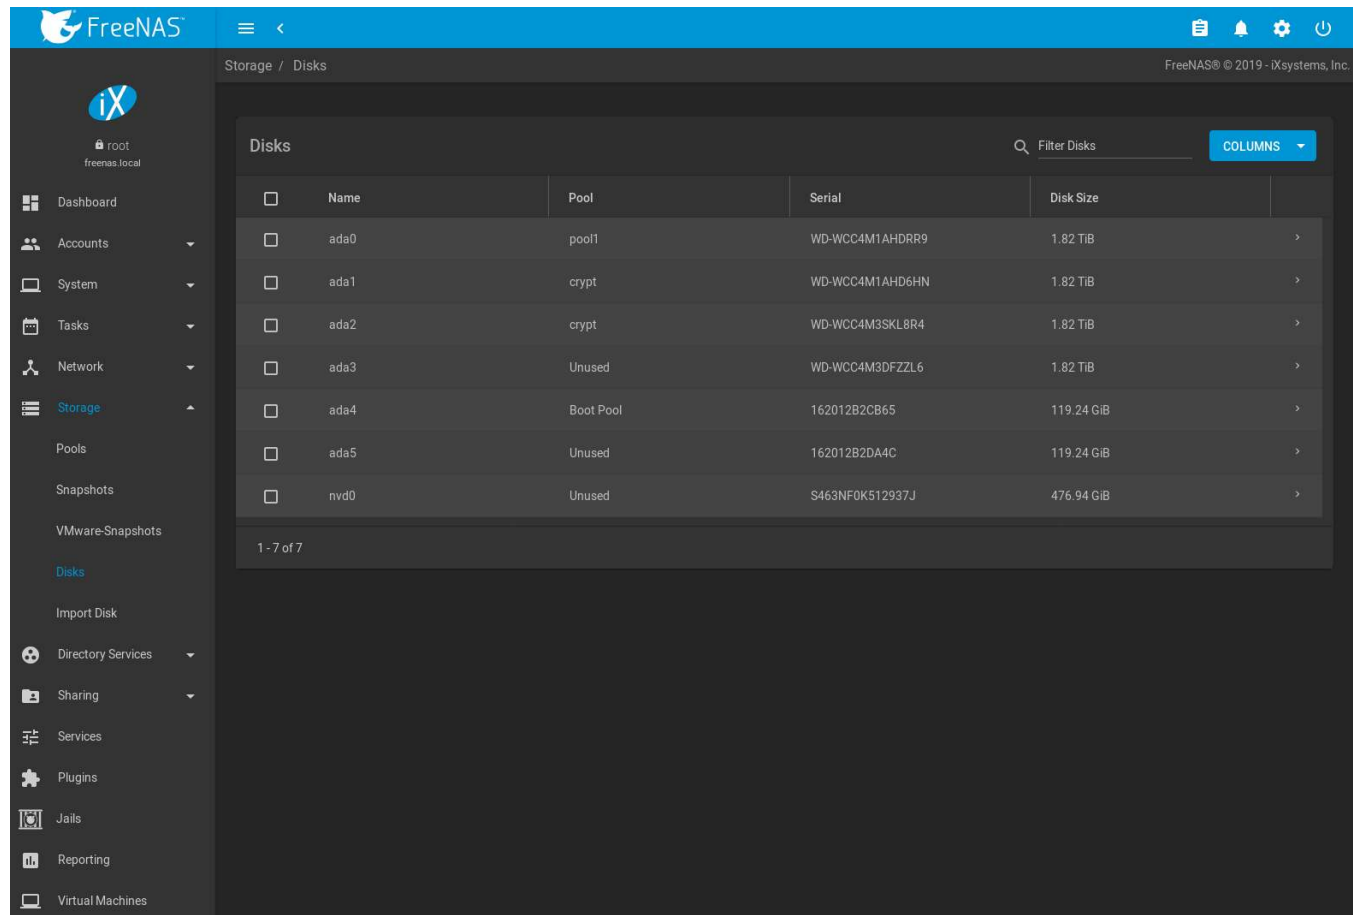 FreeNAS
Storage / Disks
FreeNAS® © 2019 - iXsystems, Inc.
iX
root
freenas.local
Dashboard
Accounts
System
Tasks
Network
Storage
Pools
Snapshots
VMware-Snapshots
Disks
Import Disk
Directory Services
Sharing
Services
Plugins
Jails
Reporting
Virtual Machines
Disks
Filter Disks
COLUMNS
Name Pool Serial Disk Size
ada0 pool1 WD-WCC4M1AHDRR9 1.82 TiB
ada1 crypt WD-WCC4M1AHD6HN 1.82 TiB
ada2 crypt WD-WCC4M3SKL8R4 1.82 TiB
ada3 Unused WD-WCC4M3DFZZL6 1.82 TiB
ada4 Boot Pool 162012B2CB65 119.24 GiB
ada5 Unused 162012B2DA4C 119.24 GiB
nvd0 Unused S463NF0K512937J 476.94 GiB
1 - 7 of 7